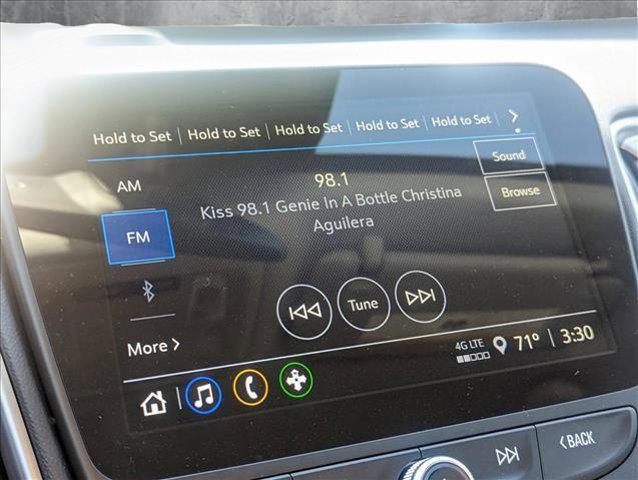 Hold to Set Hold to Set Hold to Set Hold to Set Hold to Set
AM
98.1
Sound
Kiss 98.1 Genie In A Bottle Christina
Aguilera
Browse
FM
Tune
More
4G LTE
71° 3:30
BACK